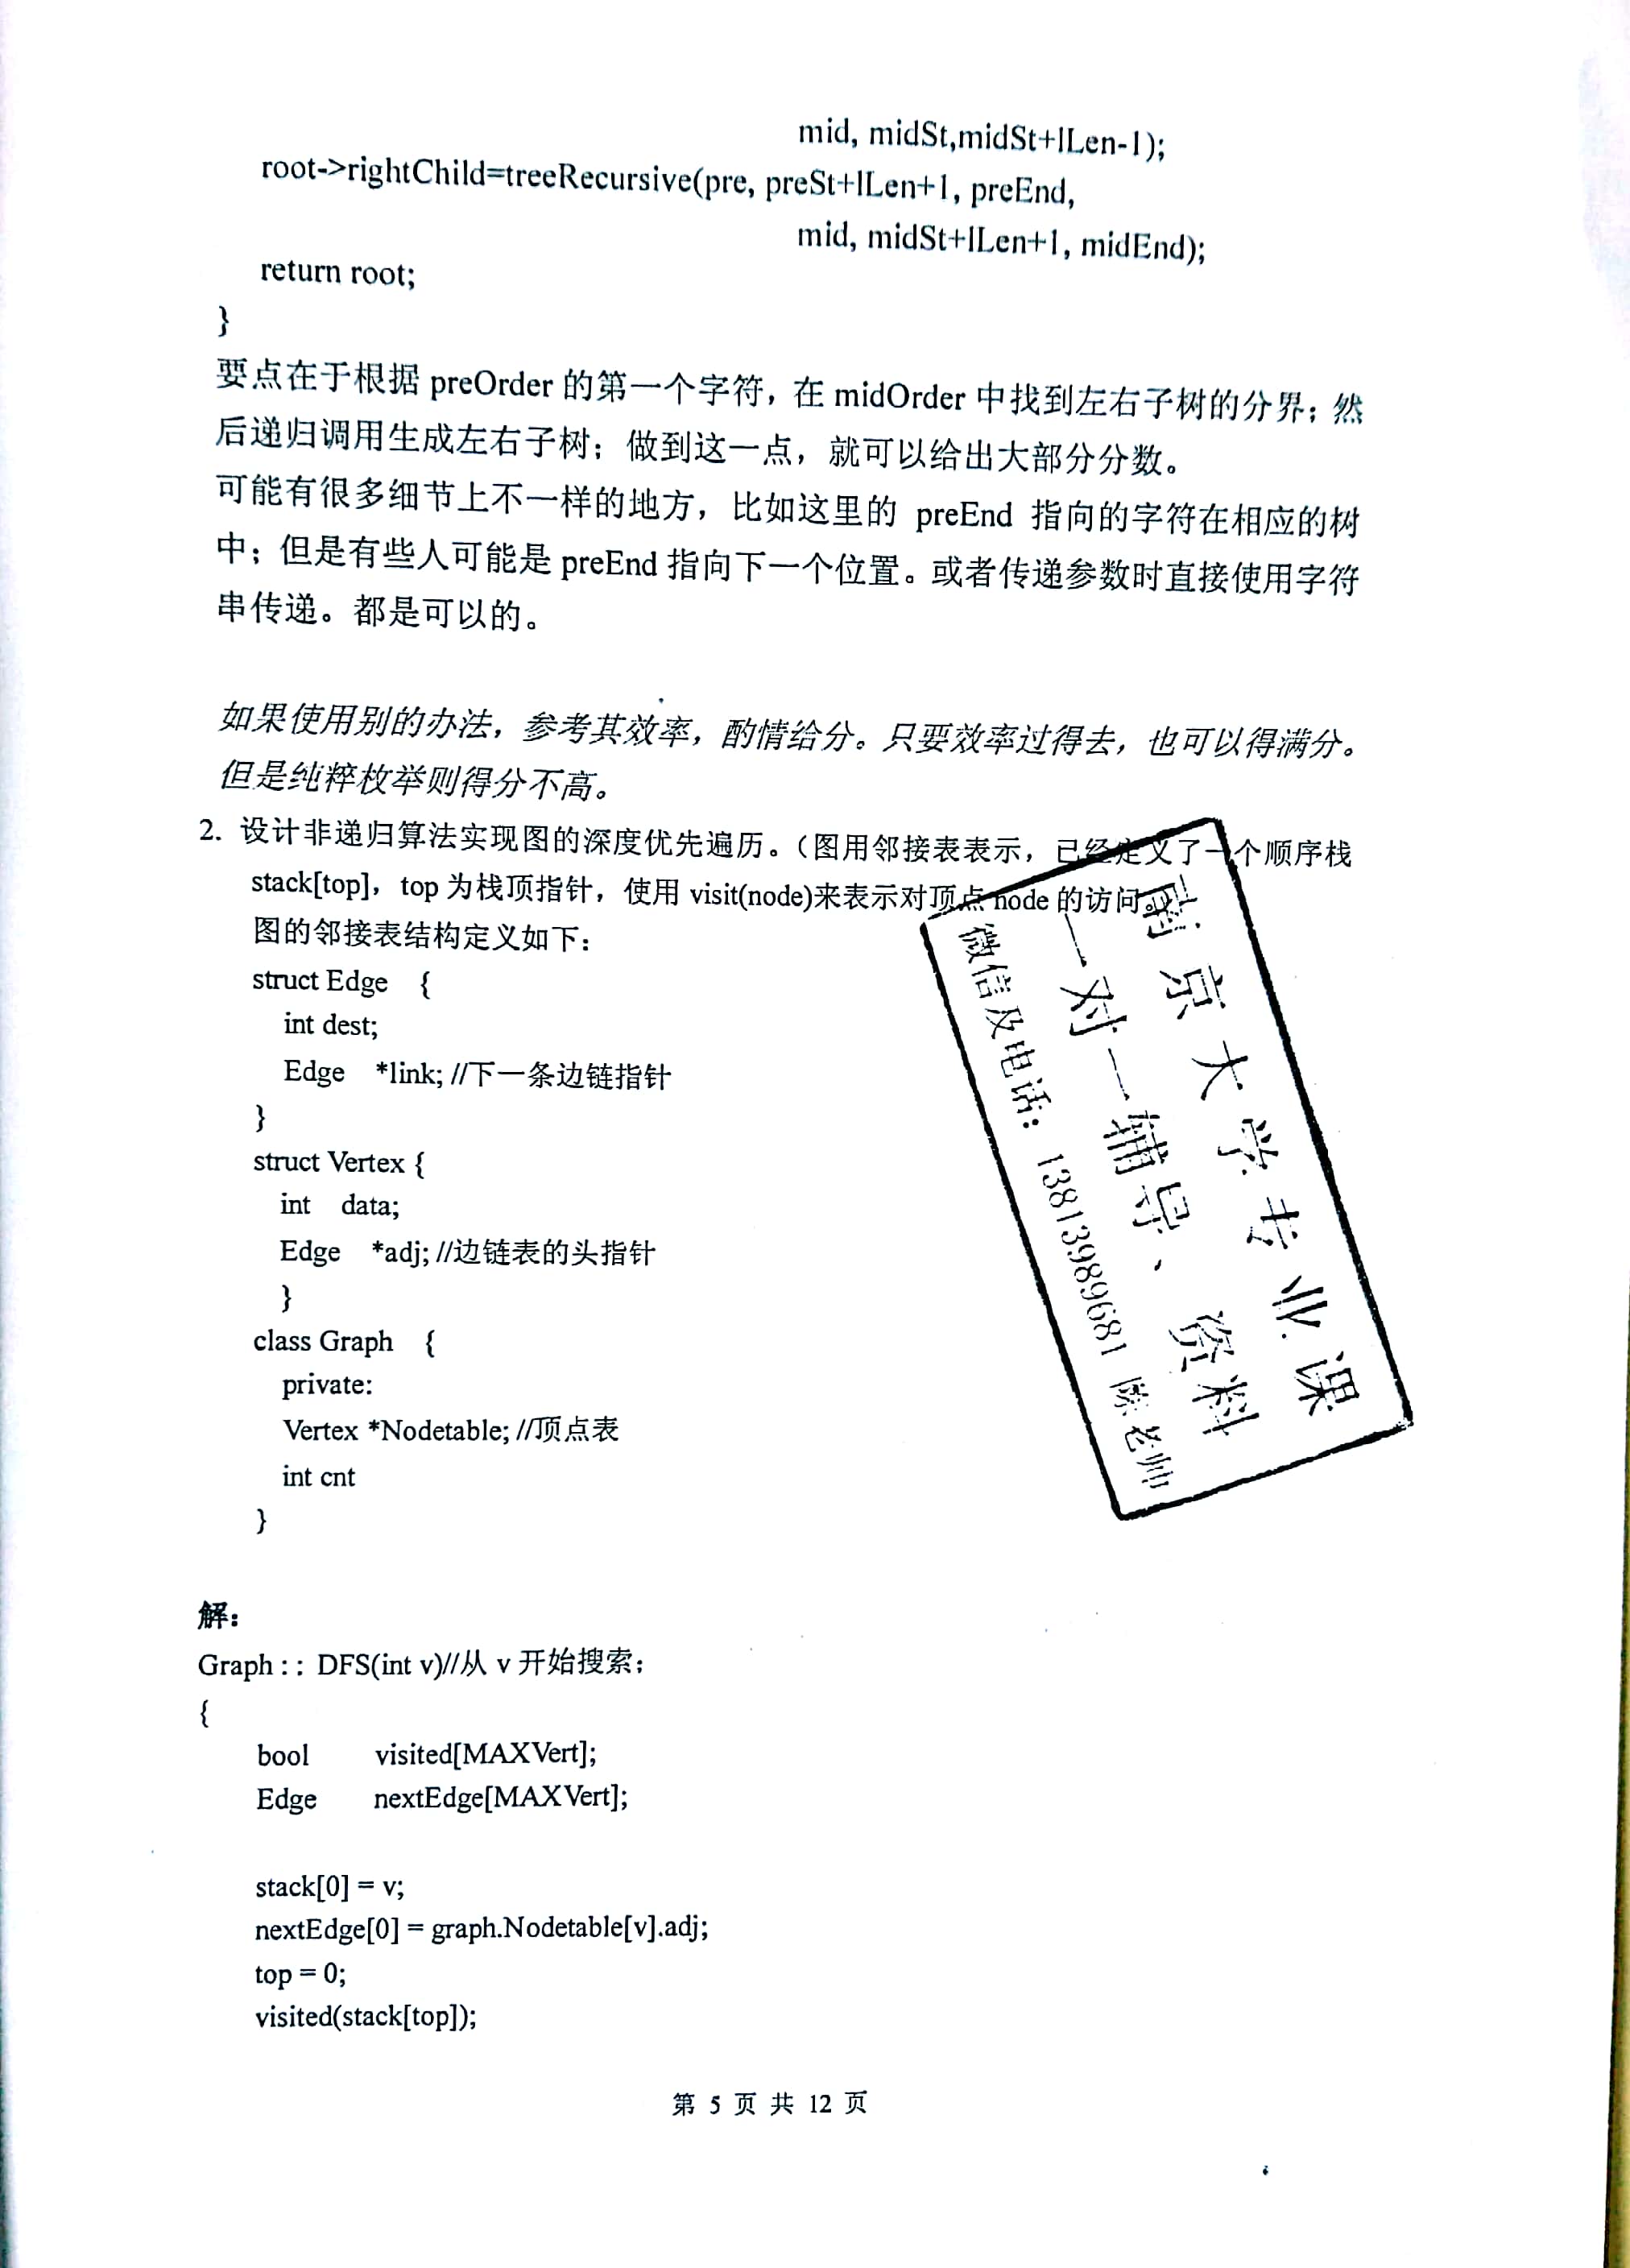 mid, midSt,midSt+lLen-1);
root->rightChild=treeRecursive(pre, preSt+lLen+1, preEnd,
mid, midSt+lLen+1, midEnd);
return root;
}
要点在于根据 preOrder 的第一个字符，在 midOrder 中找到左右子树的分界；然
后递归调用生成左右子树；做到这一点，就可以给出大部分分数。
可能有很多细节上不一样的地方，比如这里的 preEnd 指向的字符在相应的树
中；但是有些人可能是 preEnd 指向下一个位置。或者传递参数时直接使用字符
串传递。都是可以的。
如果使用别的办法，参考其效率，酌情给分。只要效率过得去，也可以得满分。
但是纯粹枚举则得分不高。
2. 设计非递归算法实现图的深度优先遍历。（图用邻接表表示，已经定义了一个顺序栈
stack[top]，top 为栈顶指针，使用 visit(node)来表示对顶点 node 的访问。
图的邻接表结构定义如下：
struct Edge {
int dest;
Edge *link; //下一条边链指针
}
struct Vertex {
int data;
Edge *adj; //边链表的头指针
}
class Graph {
private:
Vertex *Nodetable; //顶点表
int cnt
}
南京大学专业课
一对一辅导、资料
微信及电话：13813989681 陈老师
解：
Graph : : DFS(int v)//从 v 开始搜索；
{
bool visited[MAXVert];
Edge nextEdge[MAXVert];
stack[0] = v;
nextEdge[0] = graph.Nodetable[v].adj;
top = 0;
visited(stack[top]);
第 5 页 共 12 页